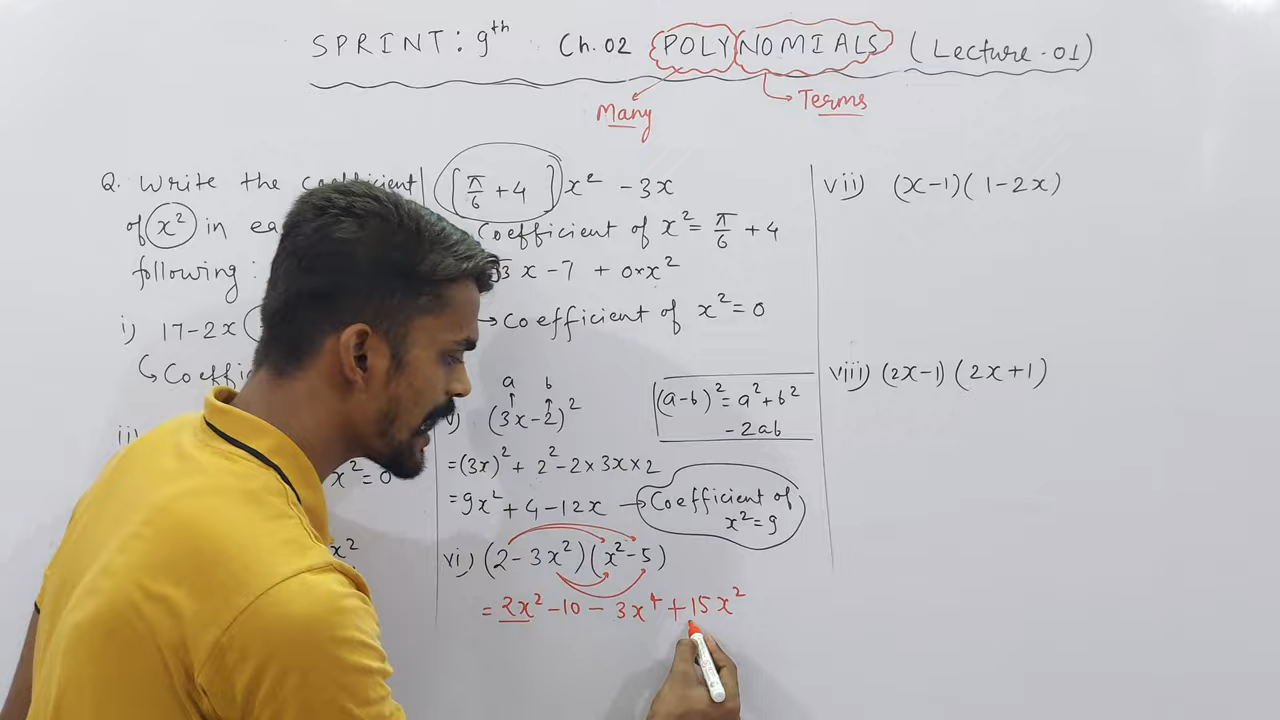 SPRINT: 9th Ch. 02 POLYNOMIALS (Lecture-01)
Many
Terms
Q. Write the coefficient
of x² in
following:
i) 17-2x
↳ Coeffi
ii)
x²=0
x²
[π/6 + 4] x² - 3x
Coefficient of x² = π/6 + 4
x - 7 + 0×x²
→ Coefficient of x² = 0
a b
(3x-2)²
(a-b)² = a² + b²
- 2ab
= (3x)² + 2² - 2 × 3x × 2
= 9x² + 4 - 12x → Coefficient of
x² = 9
vi) (2 - 3x²)(x² - 5)
= 2x² - 10 - 3x⁴ + 15x²
vii) (x-1)(1-2x)
viii) (2x-1)(2x+1)